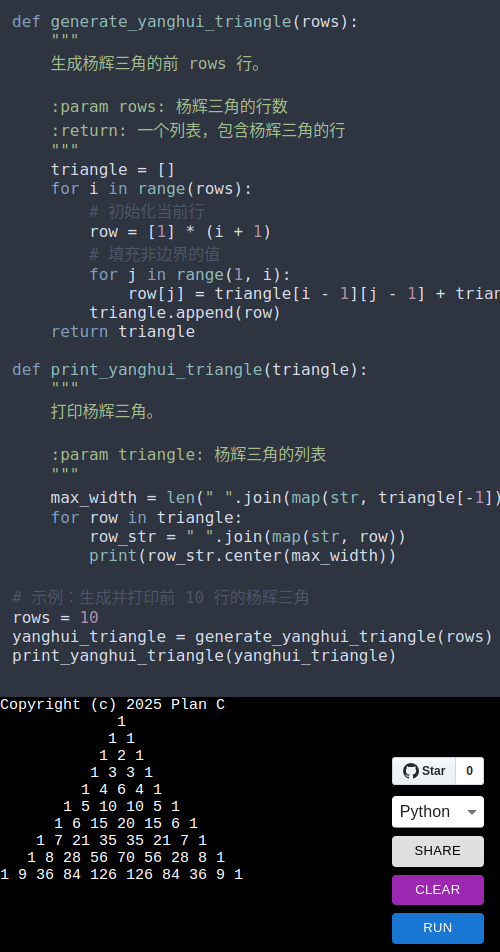 def generate_yanghui_triangle(rows):
    """
    生成杨辉三角的前 rows 行。

    :param rows: 杨辉三角的行数
    :return: 一个列表，包含杨辉三角的行
    """
    triangle = []
    for i in range(rows):
        # 初始化当前行
        row = [1] * (i + 1)
        # 填充非边界的值
        for j in range(1, i):
            row[j] = triangle[i - 1][j - 1] + trian
        triangle.append(row)
    return triangle

def print_yanghui_triangle(triangle):
    """
    打印杨辉三角。

    :param triangle: 杨辉三角的列表
    """
    max_width = len(" ".join(map(str, triangle[-1])
    for row in triangle:
        row_str = " ".join(map(str, row))
        print(row_str.center(max_width))

# 示例：生成并打印前 10 行的杨辉三角
rows = 10
yanghui_triangle = generate_yanghui_triangle(rows)
print_yanghui_triangle(yanghui_triangle)
Copyright (c) 2025 Plan C
1
1 1
1 2 1
1 3 3 1
1 4 6 4 1
1 5 10 10 5 1
1 6 15 20 15 6 1
1 7 21 35 35 21 7 1
1 8 28 56 70 56 28 8 1
1 9 36 84 126 126 84 36 9 1
Star 0
Python
SHARE
CLEAR
RUN